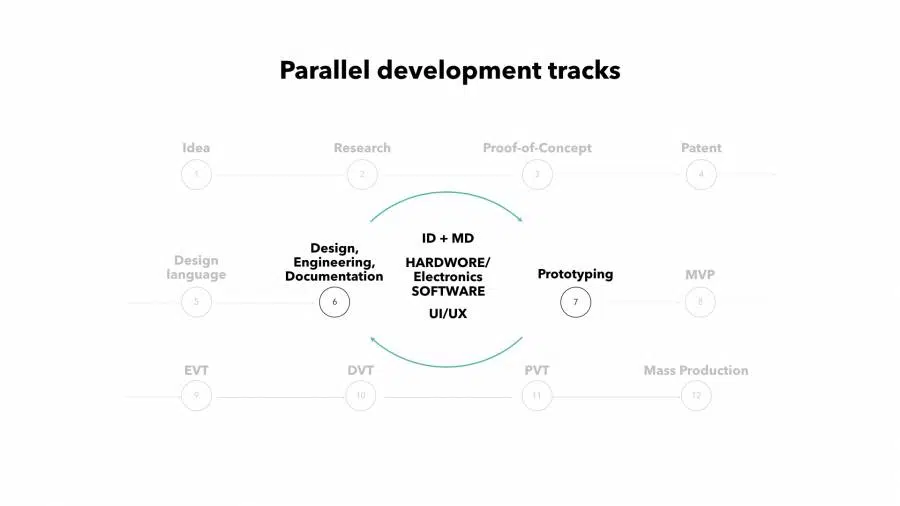 Parallel development tracks
Idea
Research
Proof-of-Concept
Patent
1
2
3
4
Design
language
Design,
Engineering,
Documentation
ID + MD
HARDWORE/
Electronics
SOFTWARE
UI/UX
Prototyping
MVP
5
6
7
8
EVT
DVT
PVT
Mass Production
9
10
11
12